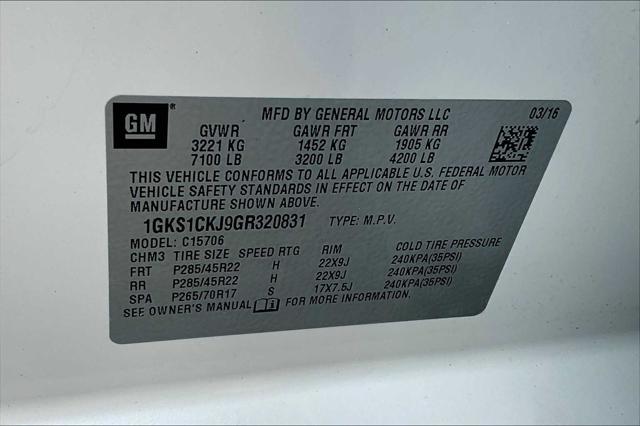 GM®
MFD BY GENERAL MOTORS LLC 03/16
GVWR GAWR FRT GAWR RR
3221 KG 1452 KG 1905 KG
7100 LB 3200 LB 4200 LB
THIS VEHICLE CONFORMS TO ALL APPLICABLE U.S. FEDERAL MOTOR
VEHICLE SAFETY STANDARDS IN EFFECT ON THE DATE OF
MANUFACTURE SHOWN ABOVE.
1GKS1CKJ9GR320831 TYPE: M.P.V.
MODEL: C15706
CHM3 TIRE SIZE SPEED RTG RIM COLD TIRE PRESSURE
FRT P285/45R22 H 22X9J 240KPA(35PSI)
RR P285/45R22 H 22X9J 240KPA(35PSI)
SPA P265/70R17 S 17X7.5J 240KPA(35PSI)
SEE OWNER'S MANUAL FOR MORE INFORMATION.